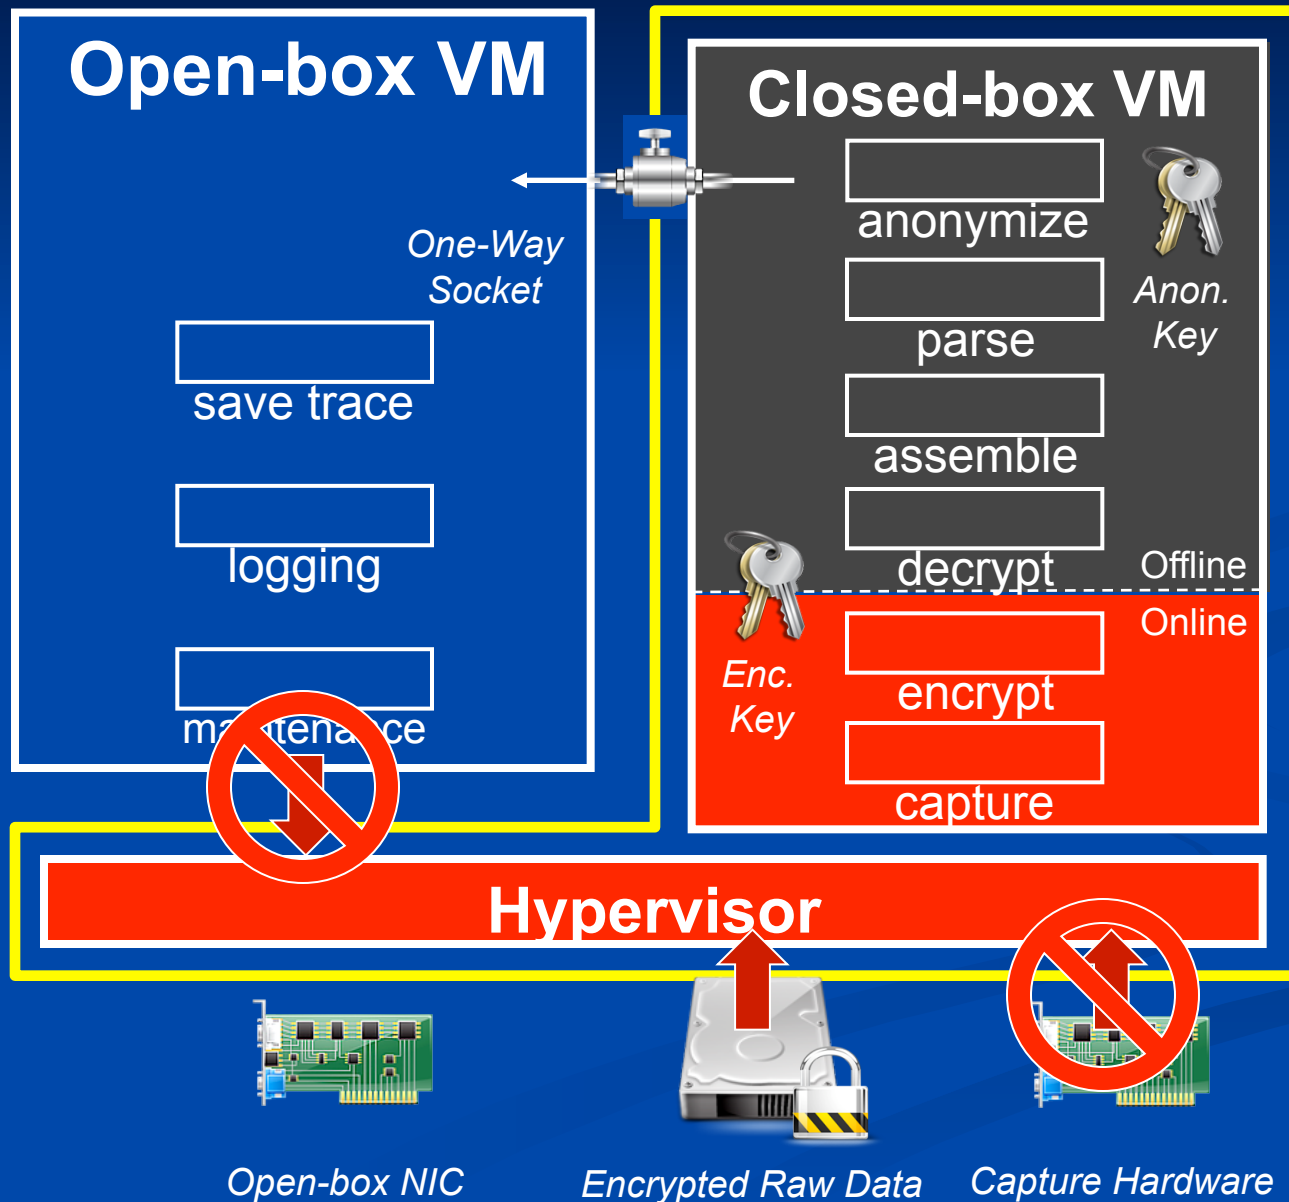 Open-box VM
One-Way
Socket
save trace
logging
maintenance
Closed-box VM
anonymize
Anon.
Key
parse
assemble
decrypt
Offline
Online
Enc.
Key
encrypt
capture
Hypervisor
Open-box NIC
Encrypted Raw Data
Capture Hardware